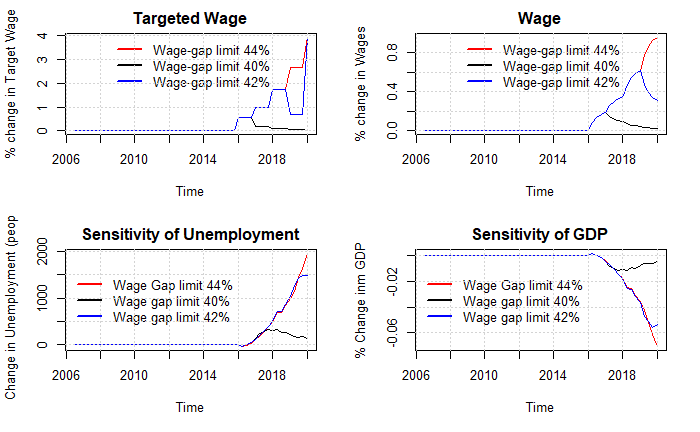 Targeted Wage
% change in Target Wage
4
3
2
1
0
Wage-gap limit 44%
Wage-gap limit 40%
Wage-gap limit 42%
2006 2010 2014 2018
Time
Wage
% change in Wages
0.8
0.4
0.0
Wage-gap limit 44%
Wage-gap limit 40%
Wage-gap limit 42%
2006 2010 2014 2018
Time
Sensitivity of Unemployment
Change in Unemployment (peop
2000
1000
0
Wage Gap limit 44%
Wage gap limit 40%
Wage gap limit 42%
2006 2010 2014 2018
Time
Sensitivity of GDP
% Change inm GDP
-0.02
-0.06
Wage Gap limit 44%
Wage gap limit 40%
Wage gap limit 42%
2006 2010 2014 2018
Time